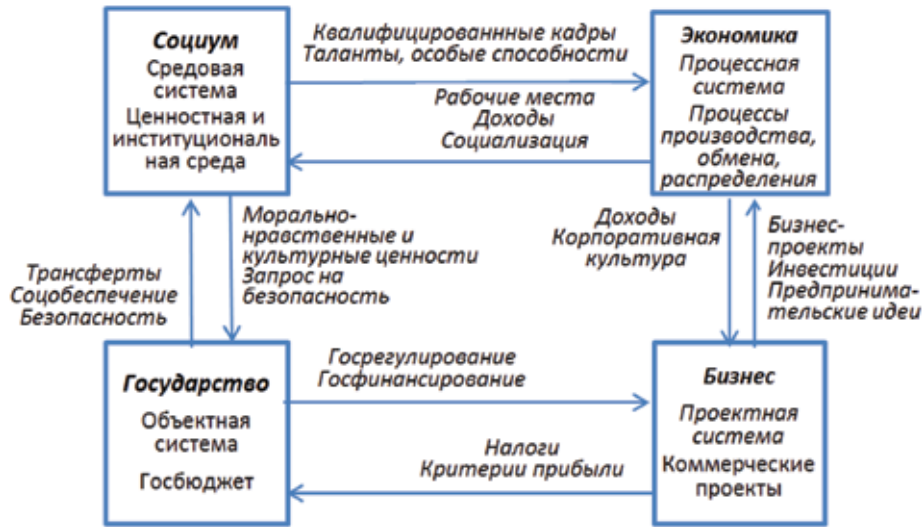 Социум
Средовая
система
Ценностная и
институциональ
ная среда
Квалифицированнные кадры
Таланты, особые способности
Рабочие места
Доходы
Социализация
Экономика
Процессная
система
Процессы
производства,
обмена,
распределения
Трансферты
Соцобеспечение
Безопасность
Морально-
нравственные и
культурные ценности
Запрос на
безопасность
Доходы
Корпоративная
культура
Бизнес-
проекты
Инвестиции
Предпринима-
тельские идеи
Государство
Объектная
система
Госбюджет
Госрегулирование
Госфинансирование
Налоги
Критерии прибыли
Бизнес
Проектная
система
Коммерческие
проекты